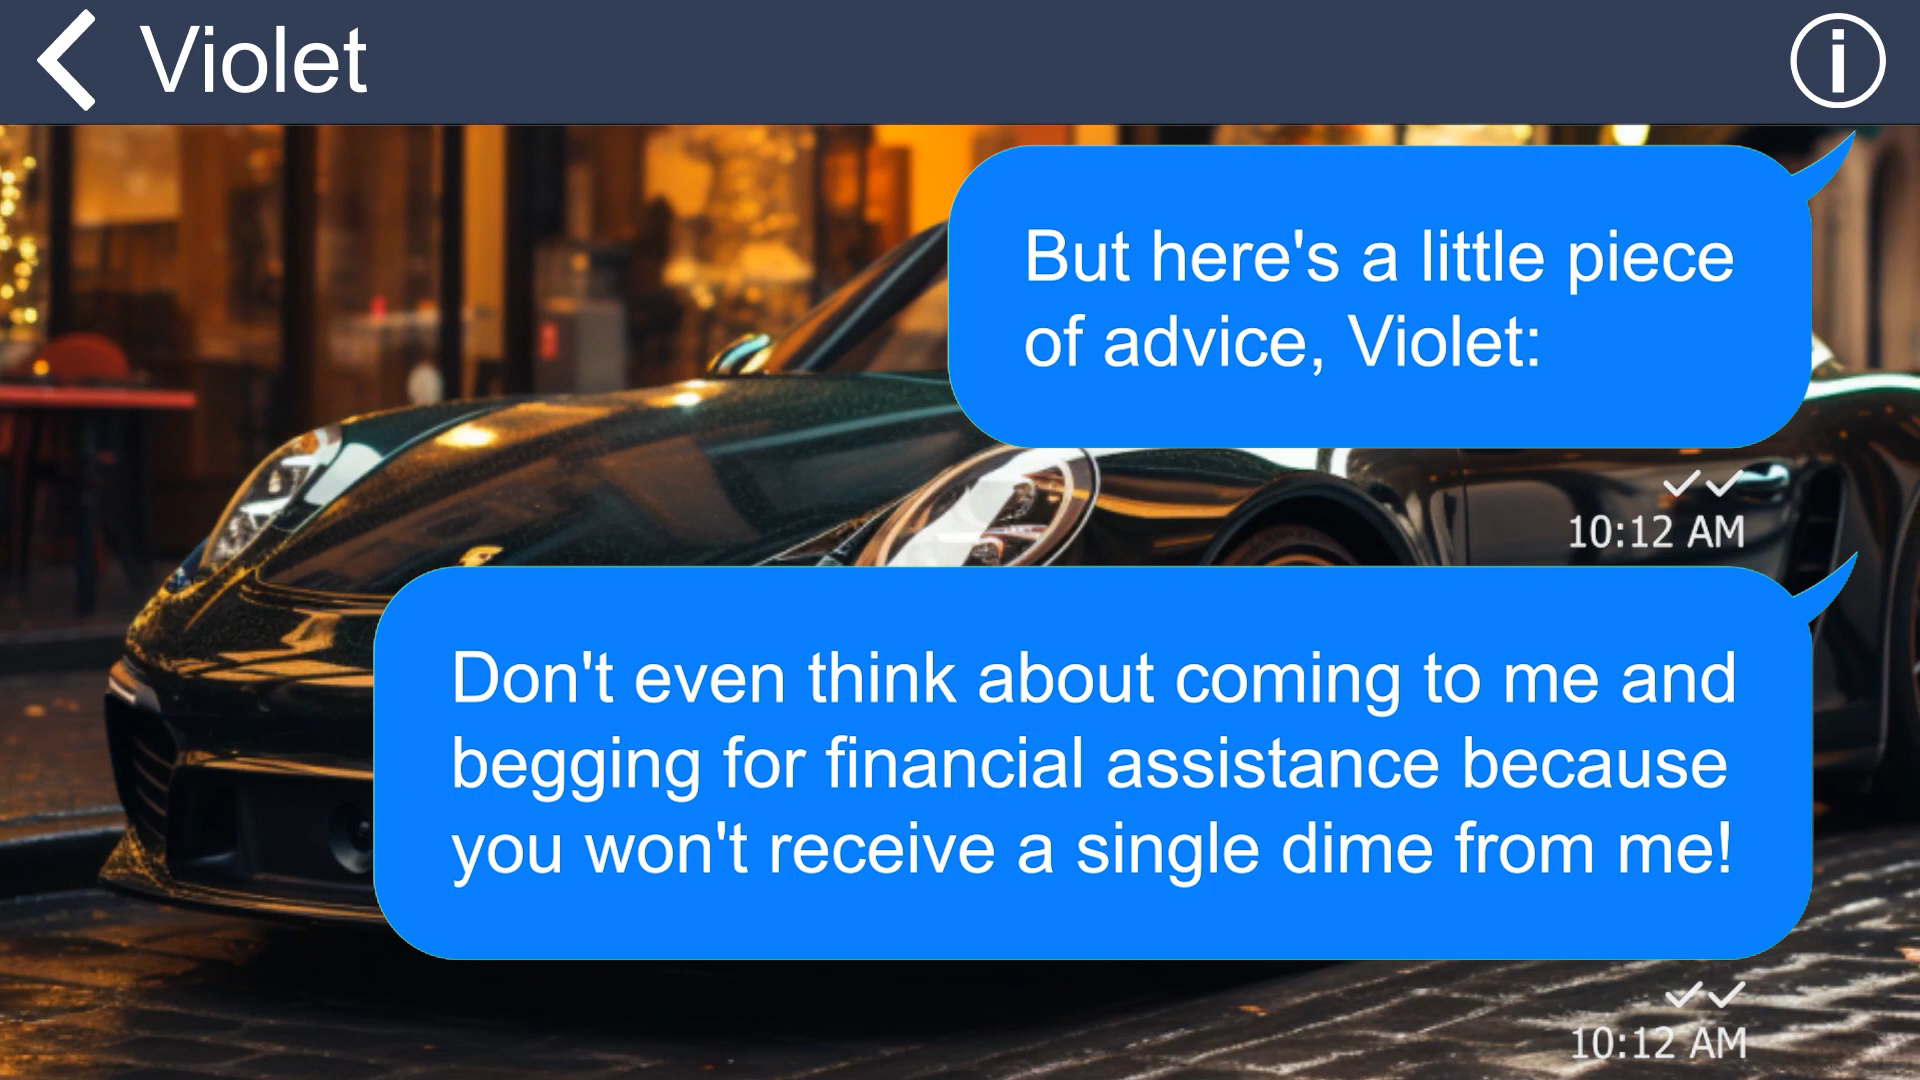 Violet
But here's a little piece
of advice, Violet:
10:12 AM
Don't even think about coming to me and
begging for financial assistance because
you won't receive a single dime from me!
10:12 AM